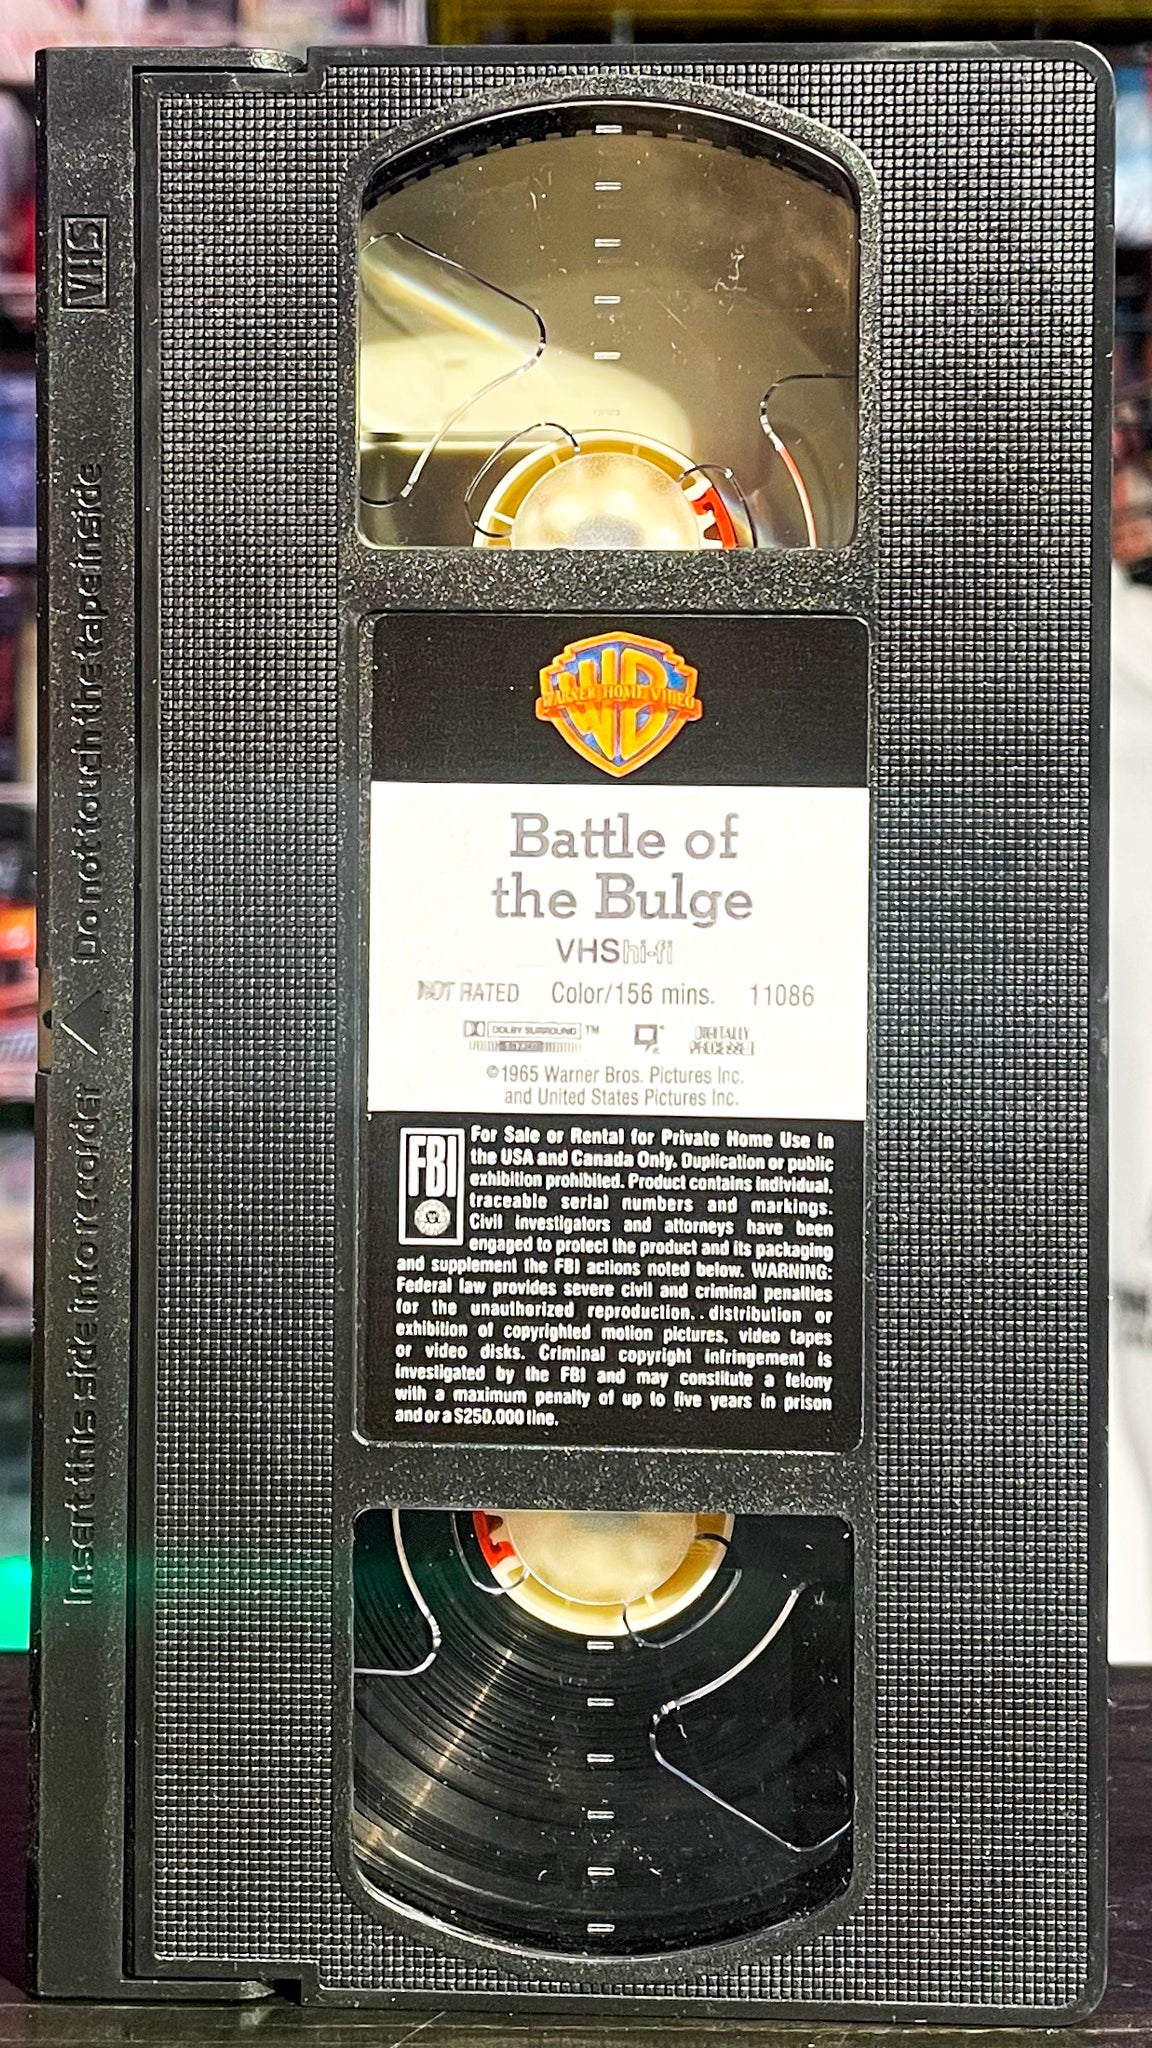 VHS
Do not touch the tape inside
Insert this side into recorder
WB
WARNER HOME VIDEO
Battle of
the Bulge
VHS hi-fi
NOT RATED Color/156 mins. 11086
DOLBY SURROUND ™
DIGITALLY
PROCESSED
©1965 Warner Bros. Pictures Inc.
and United States Pictures Inc.
FBI
For Sale or Rental for Private Home Use in
the USA and Canada Only. Duplication or public
exhibition prohibited. Product contains individual,
traceable serial numbers and markings.
Civil investigators and attorneys have been
engaged to protect the product and its packaging
and supplement the FBI actions noted below. WARNING:
Federal law provides severe civil and criminal penalties
for the unauthorized reproduction, distribution or
exhibition of copyrighted motion pictures, video tapes
or video disks. Criminal copyright infringement is
investigated by the FBI and may constitute a felony
with a maximum penalty of up to five years in prison
and or a $250,000 fine.